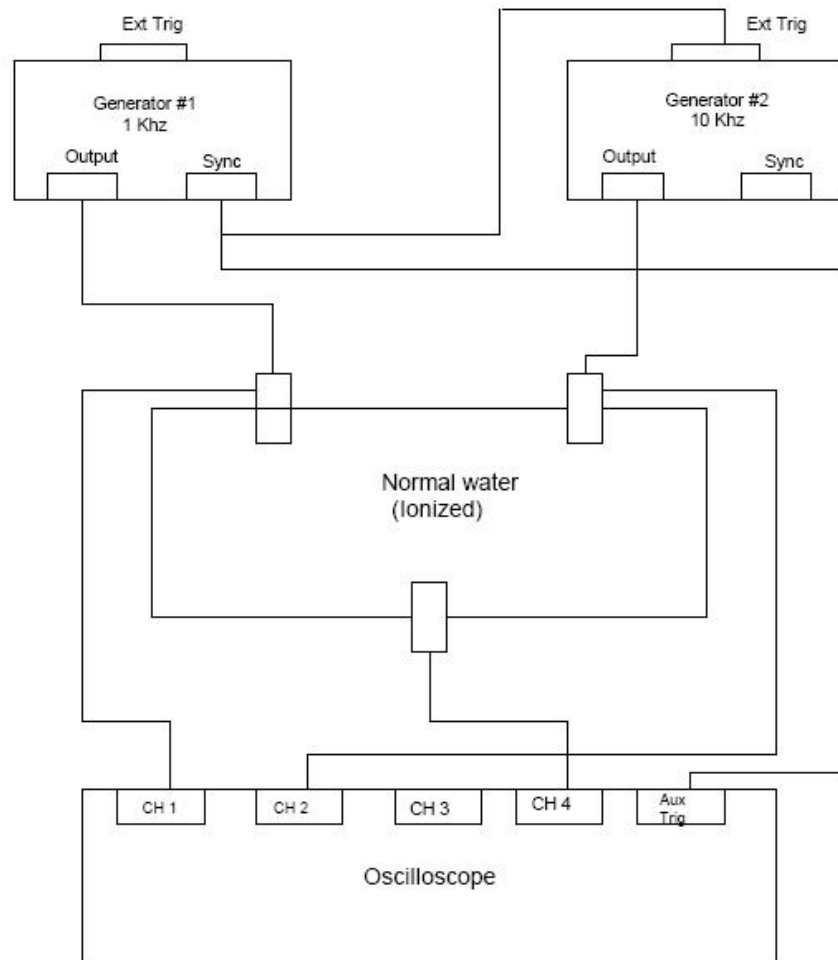 Ext Trig
Ext Trig
Generator #1
1 Khz
Generator #2
10 Khz
Output
Sync
Output
Sync
Normal water
(Ionized)
CH 1
CH 2
CH 3
CH 4
Aux
Trig
Oscilloscope